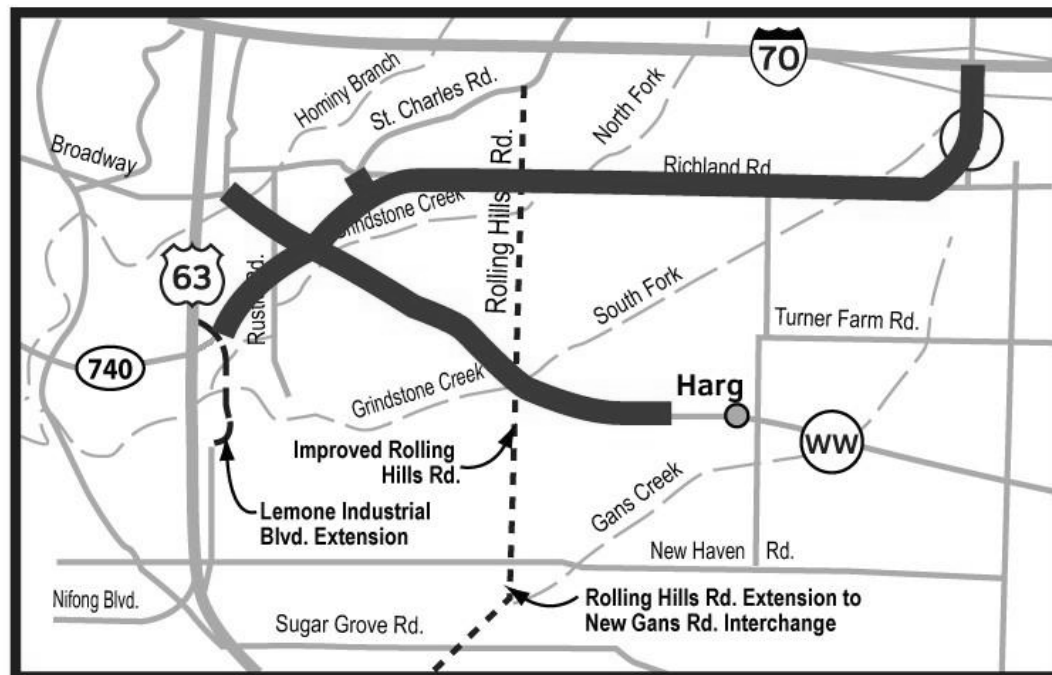 70
Hominy Branch
St. Charles Rd.
North Fork
Broadway
Richland Rd.
Grindstone Creek
Rolling Hills Rd.
63
South Fork
Turner Farm Rd.
740
Grindstone Creek
Harg
WW
Improved Rolling
Hills Rd.
Gans Creek
Lemone Industrial
Blvd. Extension
New Haven Rd.
Nifong Blvd.
Rolling Hills Rd. Extension to
New Gans Rd. Interchange
Sugar Grove Rd.